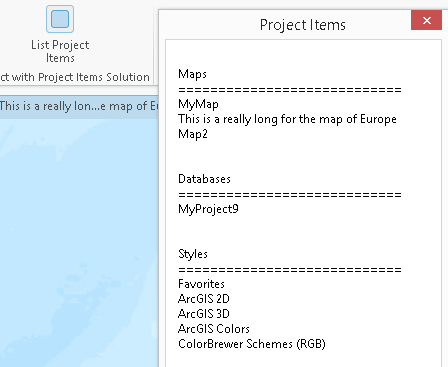 List Project
Items
ct with Project Items Solution
This is a really lon...e map of Eu
Project Items
Maps
============================
MyMap
This is a really long for the map of Europe
Map2
Databases
============================
MyProject9
Styles
============================
Favorites
ArcGIS 2D
ArcGIS 3D
ArcGIS Colors
ColorBrewer Schemes (RGB)